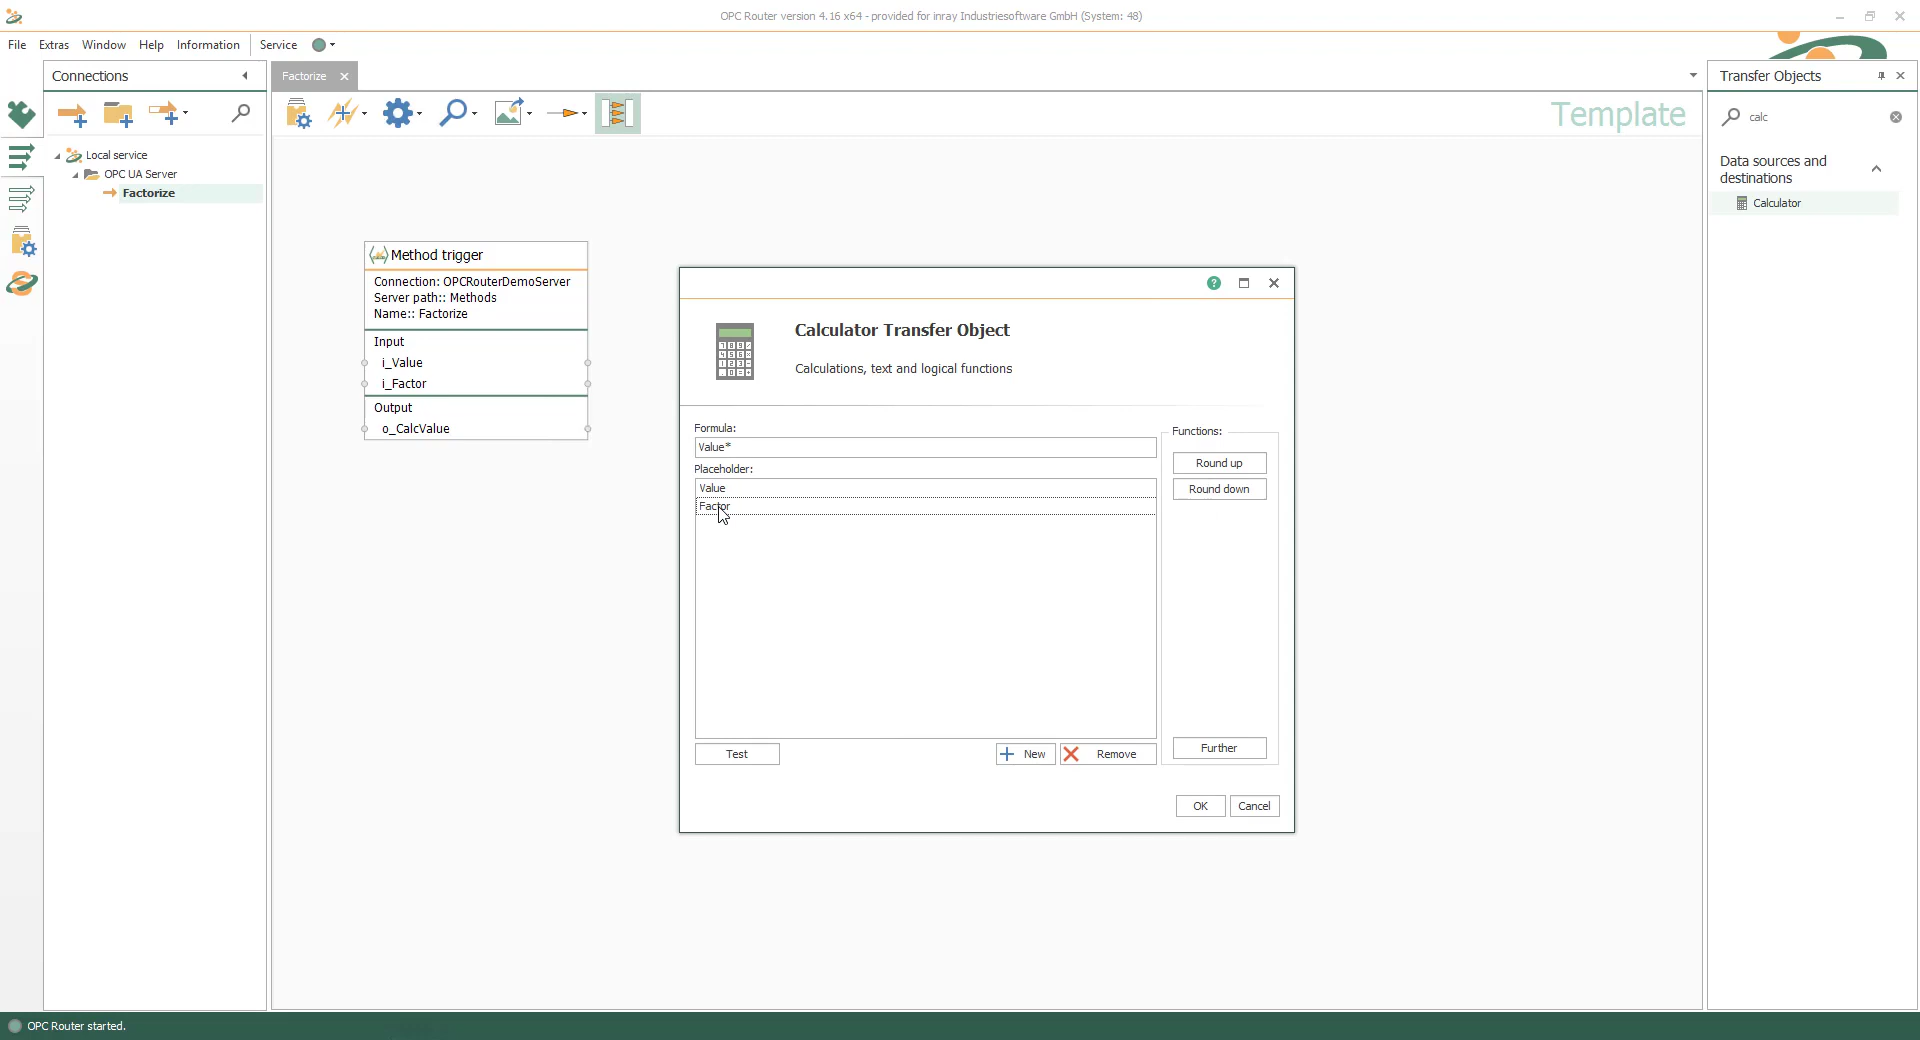 OPC Router version 4.16 x64 - provided for inray Industriesoftware GmbH (System: 48)
File Extras Window Help Information Service
Connections
Factorize
Transfer Objects
Template
calc
Local service
OPC UA Server
Factorize
Data sources and
destinations
Calculator
Method trigger
Connection: OPCRouterDemoServer
Server path:: Methods
Name:: Factorize
Input
i_Value
i_Factor
Output
o_CalcValue
Calculator Transfer Object
Calculations, text and logical functions
Formula:
Value*
Placeholder:
Value
Factor
Functions:
Round up
Round down
Further
Test
New
Remove
OK
Cancel
OPC Router started.